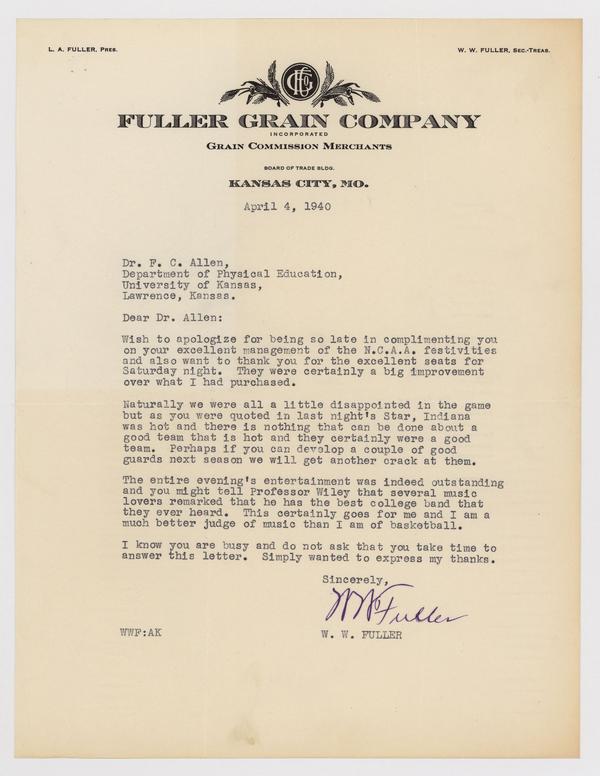 L. A. FULLER, PRES.
W. W. FULLER, SEC.-TREAS.
FGCo
FULLER GRAIN COMPANY
INCORPORATED
GRAIN COMMISSION MERCHANTS
BOARD OF TRADE BLDG.
KANSAS CITY, MO.
April 4, 1940
Dr. F. C. Allen,
Department of Physical Education,
University of Kansas,
Lawrence, Kansas.
Dear Dr. Allen:
Wish to apologize for being so late in complimenting you
on your excellent management of the N.C.A.A. festivities
and also want to thank you for the excellent seats for
Saturday night. They were certainly a big improvement
over what I had purchased.
Naturally we were all a little disappointed in the game
but as you were quoted in last night's Star, Indiana
was hot and there is nothing that can be done about a
good team that is hot and they certainly were a good
team. Perhaps if you can develop a couple of good
guards next season we will get another crack at them.
The entire evening's entertainment was indeed outstanding
and you might tell Professor Wiley that several music
lovers remarked that he has the best college band that
they ever heard. This certainly goes for me and I am a
much better judge of music than I am of basketball.
I know you are busy and do not ask that you take time to
answer this letter. Simply wanted to express my thanks.
Sincerely,
W W Fuller
WWF:AK
W. W. FULLER